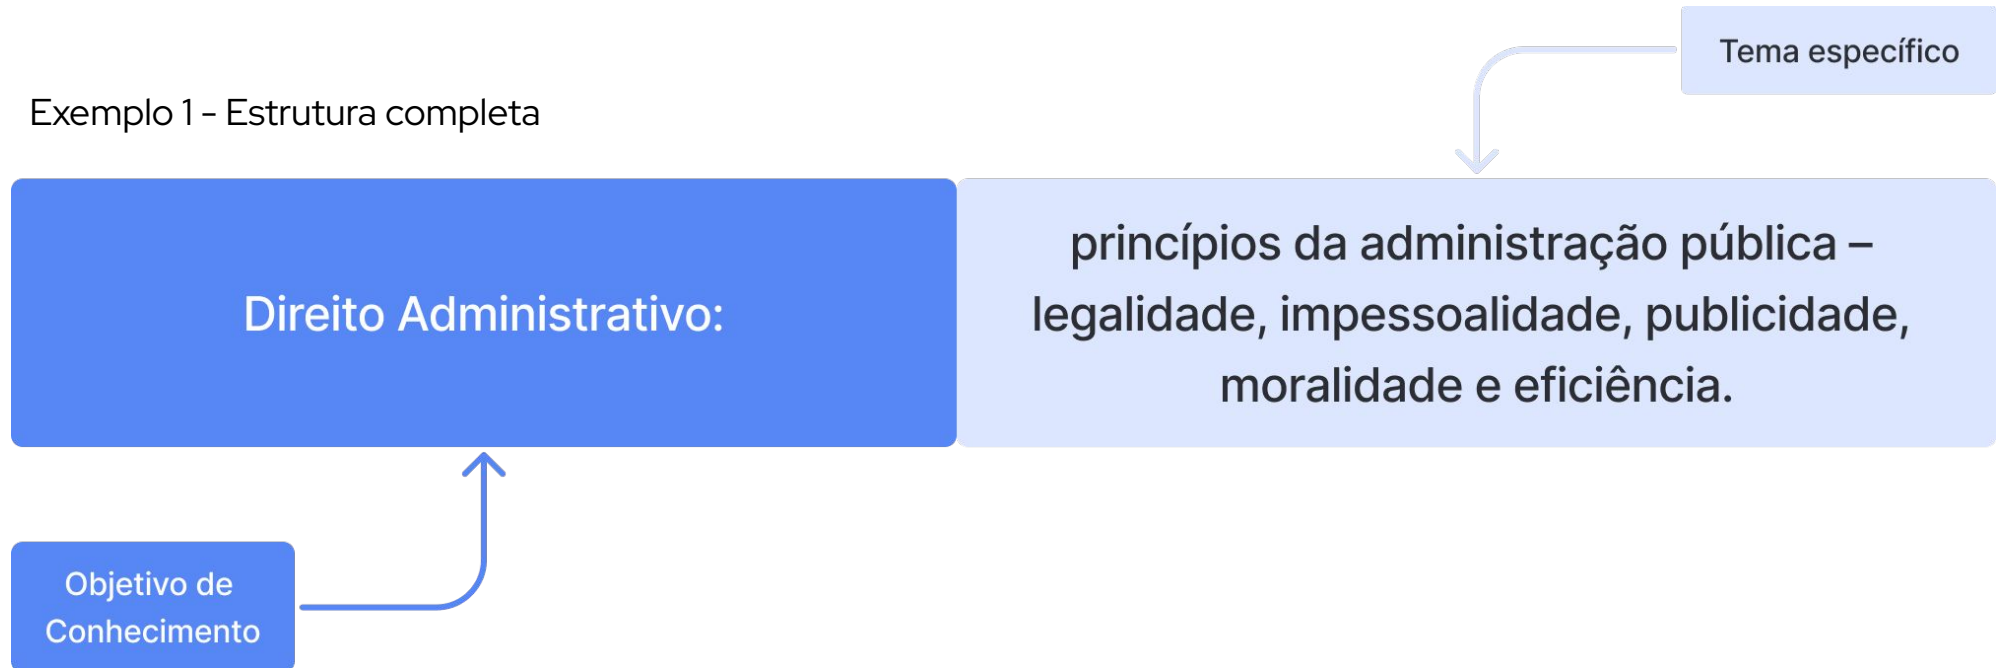 Tema específico
Exemplo 1 - Estrutura completa
Direito Administrativo:
princípios da administração pública –
legalidade, impessoalidade, publicidade,
moralidade e eficiência.
Objetivo de
Conhecimento